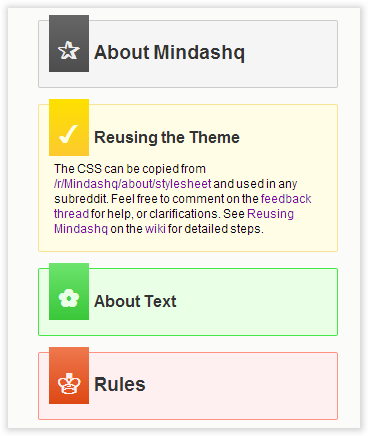 About Mindashq
Reusing the Theme
The CSS can be copied from
/r/Mindashq/about/stylesheet and used in any
subreddit. Feel free to comment on the feedback
thread for help, or clarifications. See Reusing
Mindashq on the wiki for detailed steps.
About Text
Rules